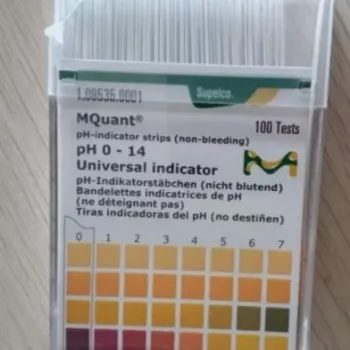 1.09535.0001
Supelco.
MQuant®
100 Tests
pH-indicator strips (non-bleeding)
pH 0 - 14
Universal indicator
pH-Indikatorstäbchen (nicht blutend)
Bandelettes indicatrices de pH
(ne déteignant pas)
Tiras indicadoras del pH (no destiñen)
0 1 2 3 4 5 6 7